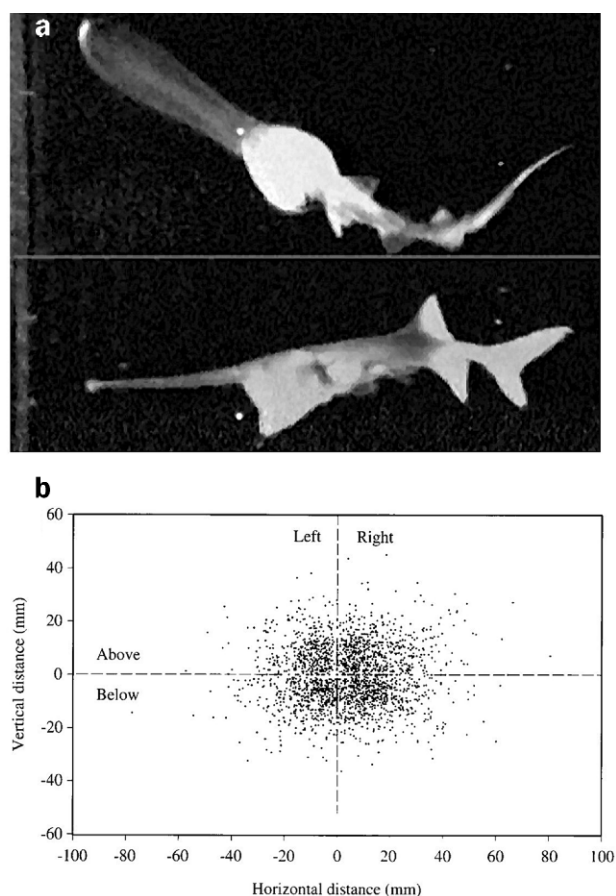 a
b
60
Left Right
40
20
Above
0
Below
-20
-40
-60
-100 -80 -60 -40 -20 0 20 40 60 80 100
Vertical distance (mm)
Horizontal distance (mm)